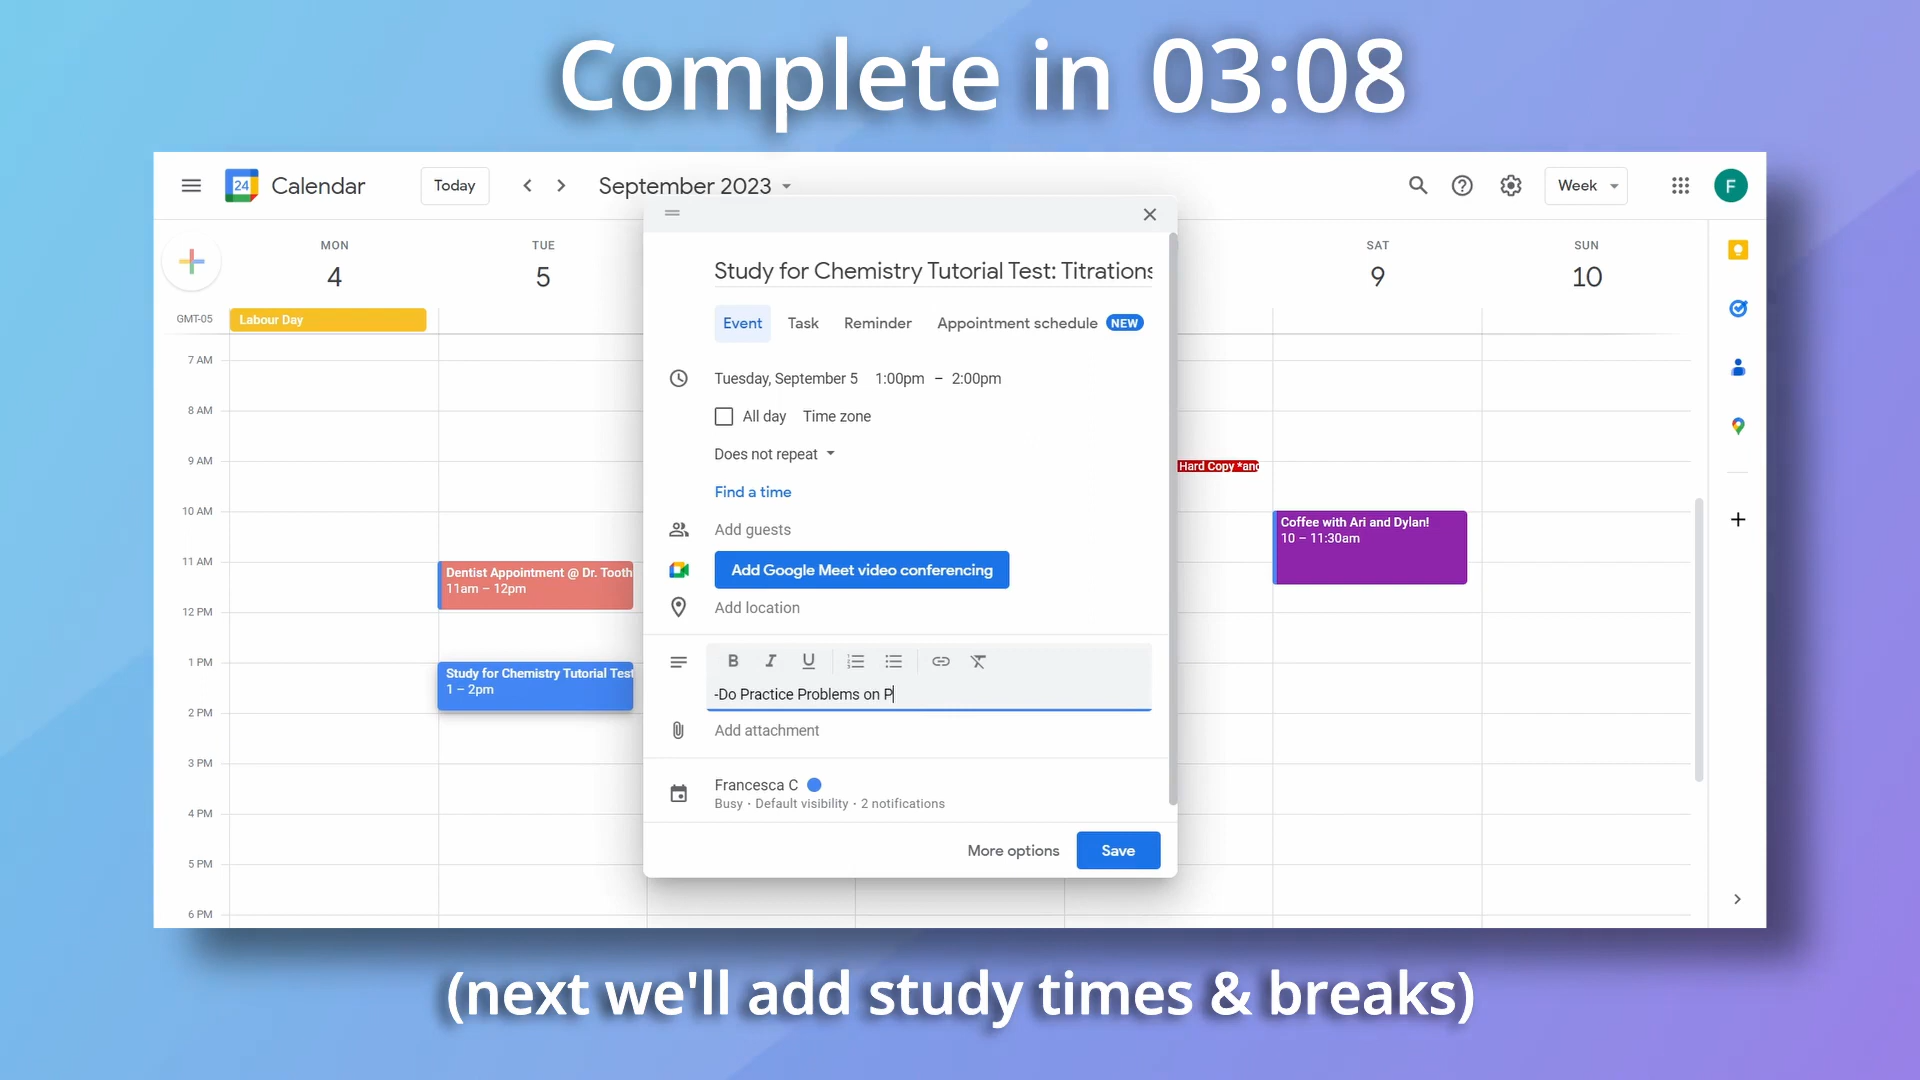 Complete in 03:08
24
Calendar
Today
September 2023
Week
F
MON
TUE
SAT
SUN
4
5
9
10
GMT-05
Labour Day
7 AM
8 AM
9 AM
10 AM
11 AM
12 PM
1 PM
2 PM
3 PM
4 PM
5 PM
6 PM
Dentist Appointment @ Dr. Tooth
11am – 12pm
Study for Chemistry Tutorial Test
1 – 2pm
Study for Chemistry Tutorial Test: Titrations
Event
Task
Reminder
Appointment schedule NEW
Tuesday, September 5 1:00pm – 2:00pm
All day Time zone
Does not repeat
Find a time
Add guests
Add Google Meet video conferencing
Add location
B I U
-Do Practice Problems on P
Add attachment
Francesca C
Busy · Default visibility · 2 notifications
More options
Save
Hard Copy *and
Coffee with Ari and Dylan!
10 – 11:30am
(next we'll add study times & breaks)